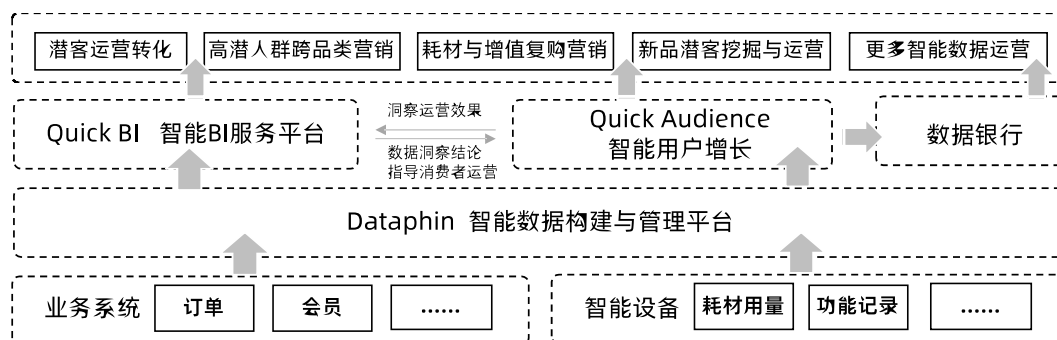 潜客运营转化
高潜人群跨品类营销
耗材与增值复购营销
新品潜客挖掘与运营
更多智能数据运营
Quick BI 智能BI服务平台
洞察运营效果
数据洞察结论
指导消费者运营
Quick Audience
智能用户增长
数据银行
Dataphin 智能数据构建与管理平台
业务系统
订单
会员
……
智能设备
耗材用量
功能记录
……